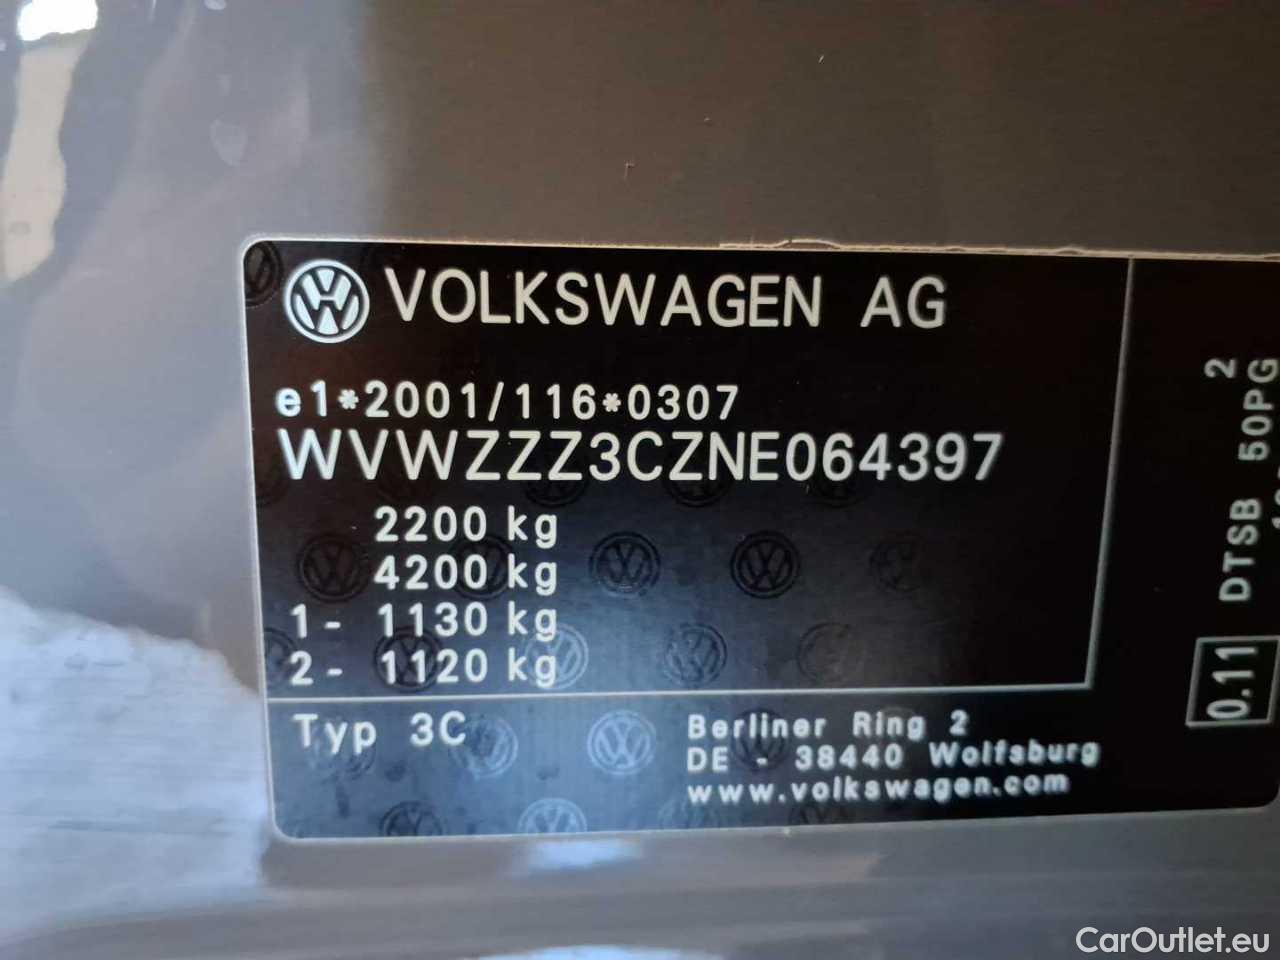 VOLKSWAGEN AG
e1*2001/116*0307
WVWZZZ3CZNE064397
2200 kg
4200 kg
1 - 1130 kg
2 - 1120 kg
Typ 3C
Berliner Ring 2
DE - 38440 Wolfsburg
www.volkswagen.com
2
DTSB 50PG
0.11
CarOutlet.eu